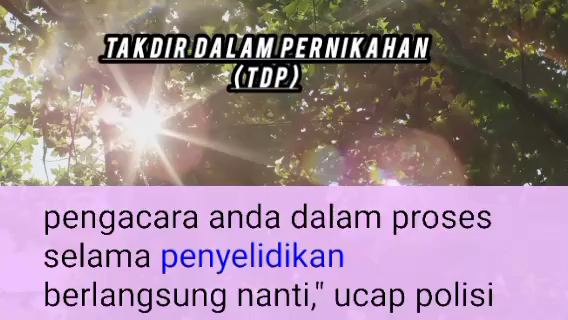 TAKDIR DALAM PERNIKAHAN
(TDP)
pengacara anda dalam proses
selama penyelidikan
berlangsung nanti," ucap polisi